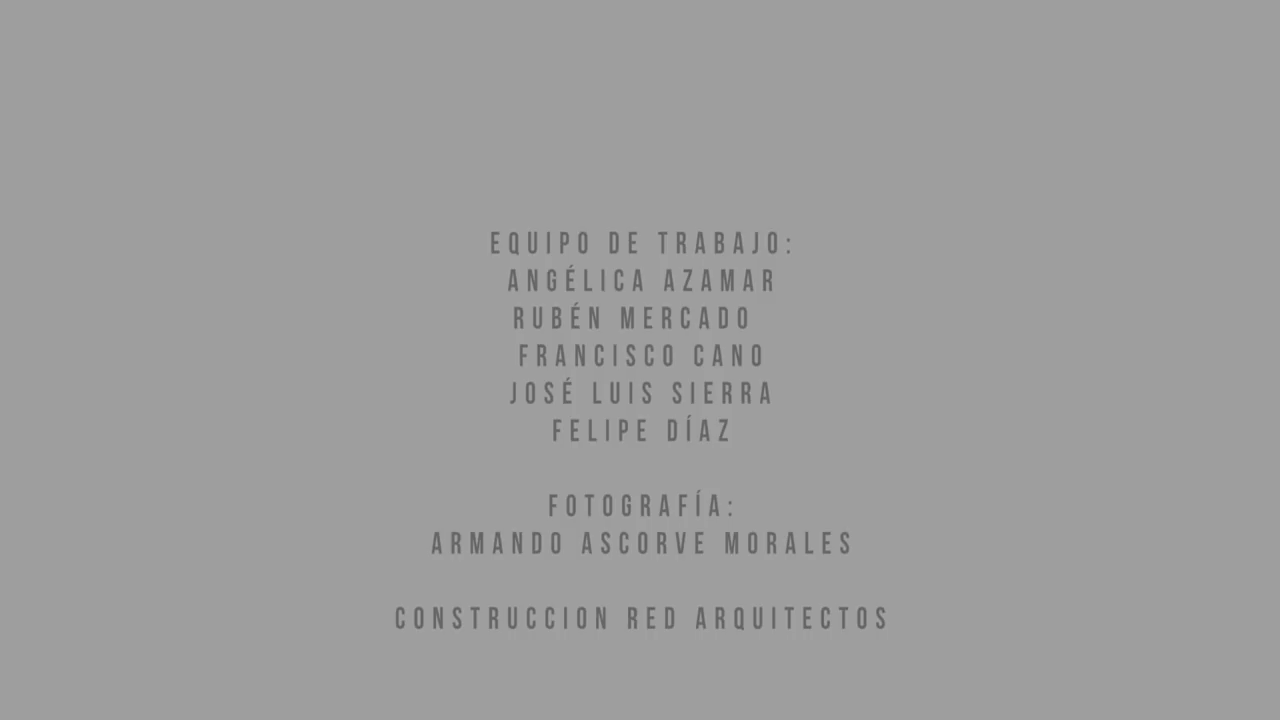 EQUIPO DE TRABAJO:
ANGÉLICA AZAMAR
RUBÉN MERCADO
FRANCISCO CANO
JOSÉ LUIS SIERRA
FELIPE DÍAZ
FOTOGRAFÍA:
ARMANDO ASCORVE MORALES
CONSTRUCCION RED ARQUITECTOS